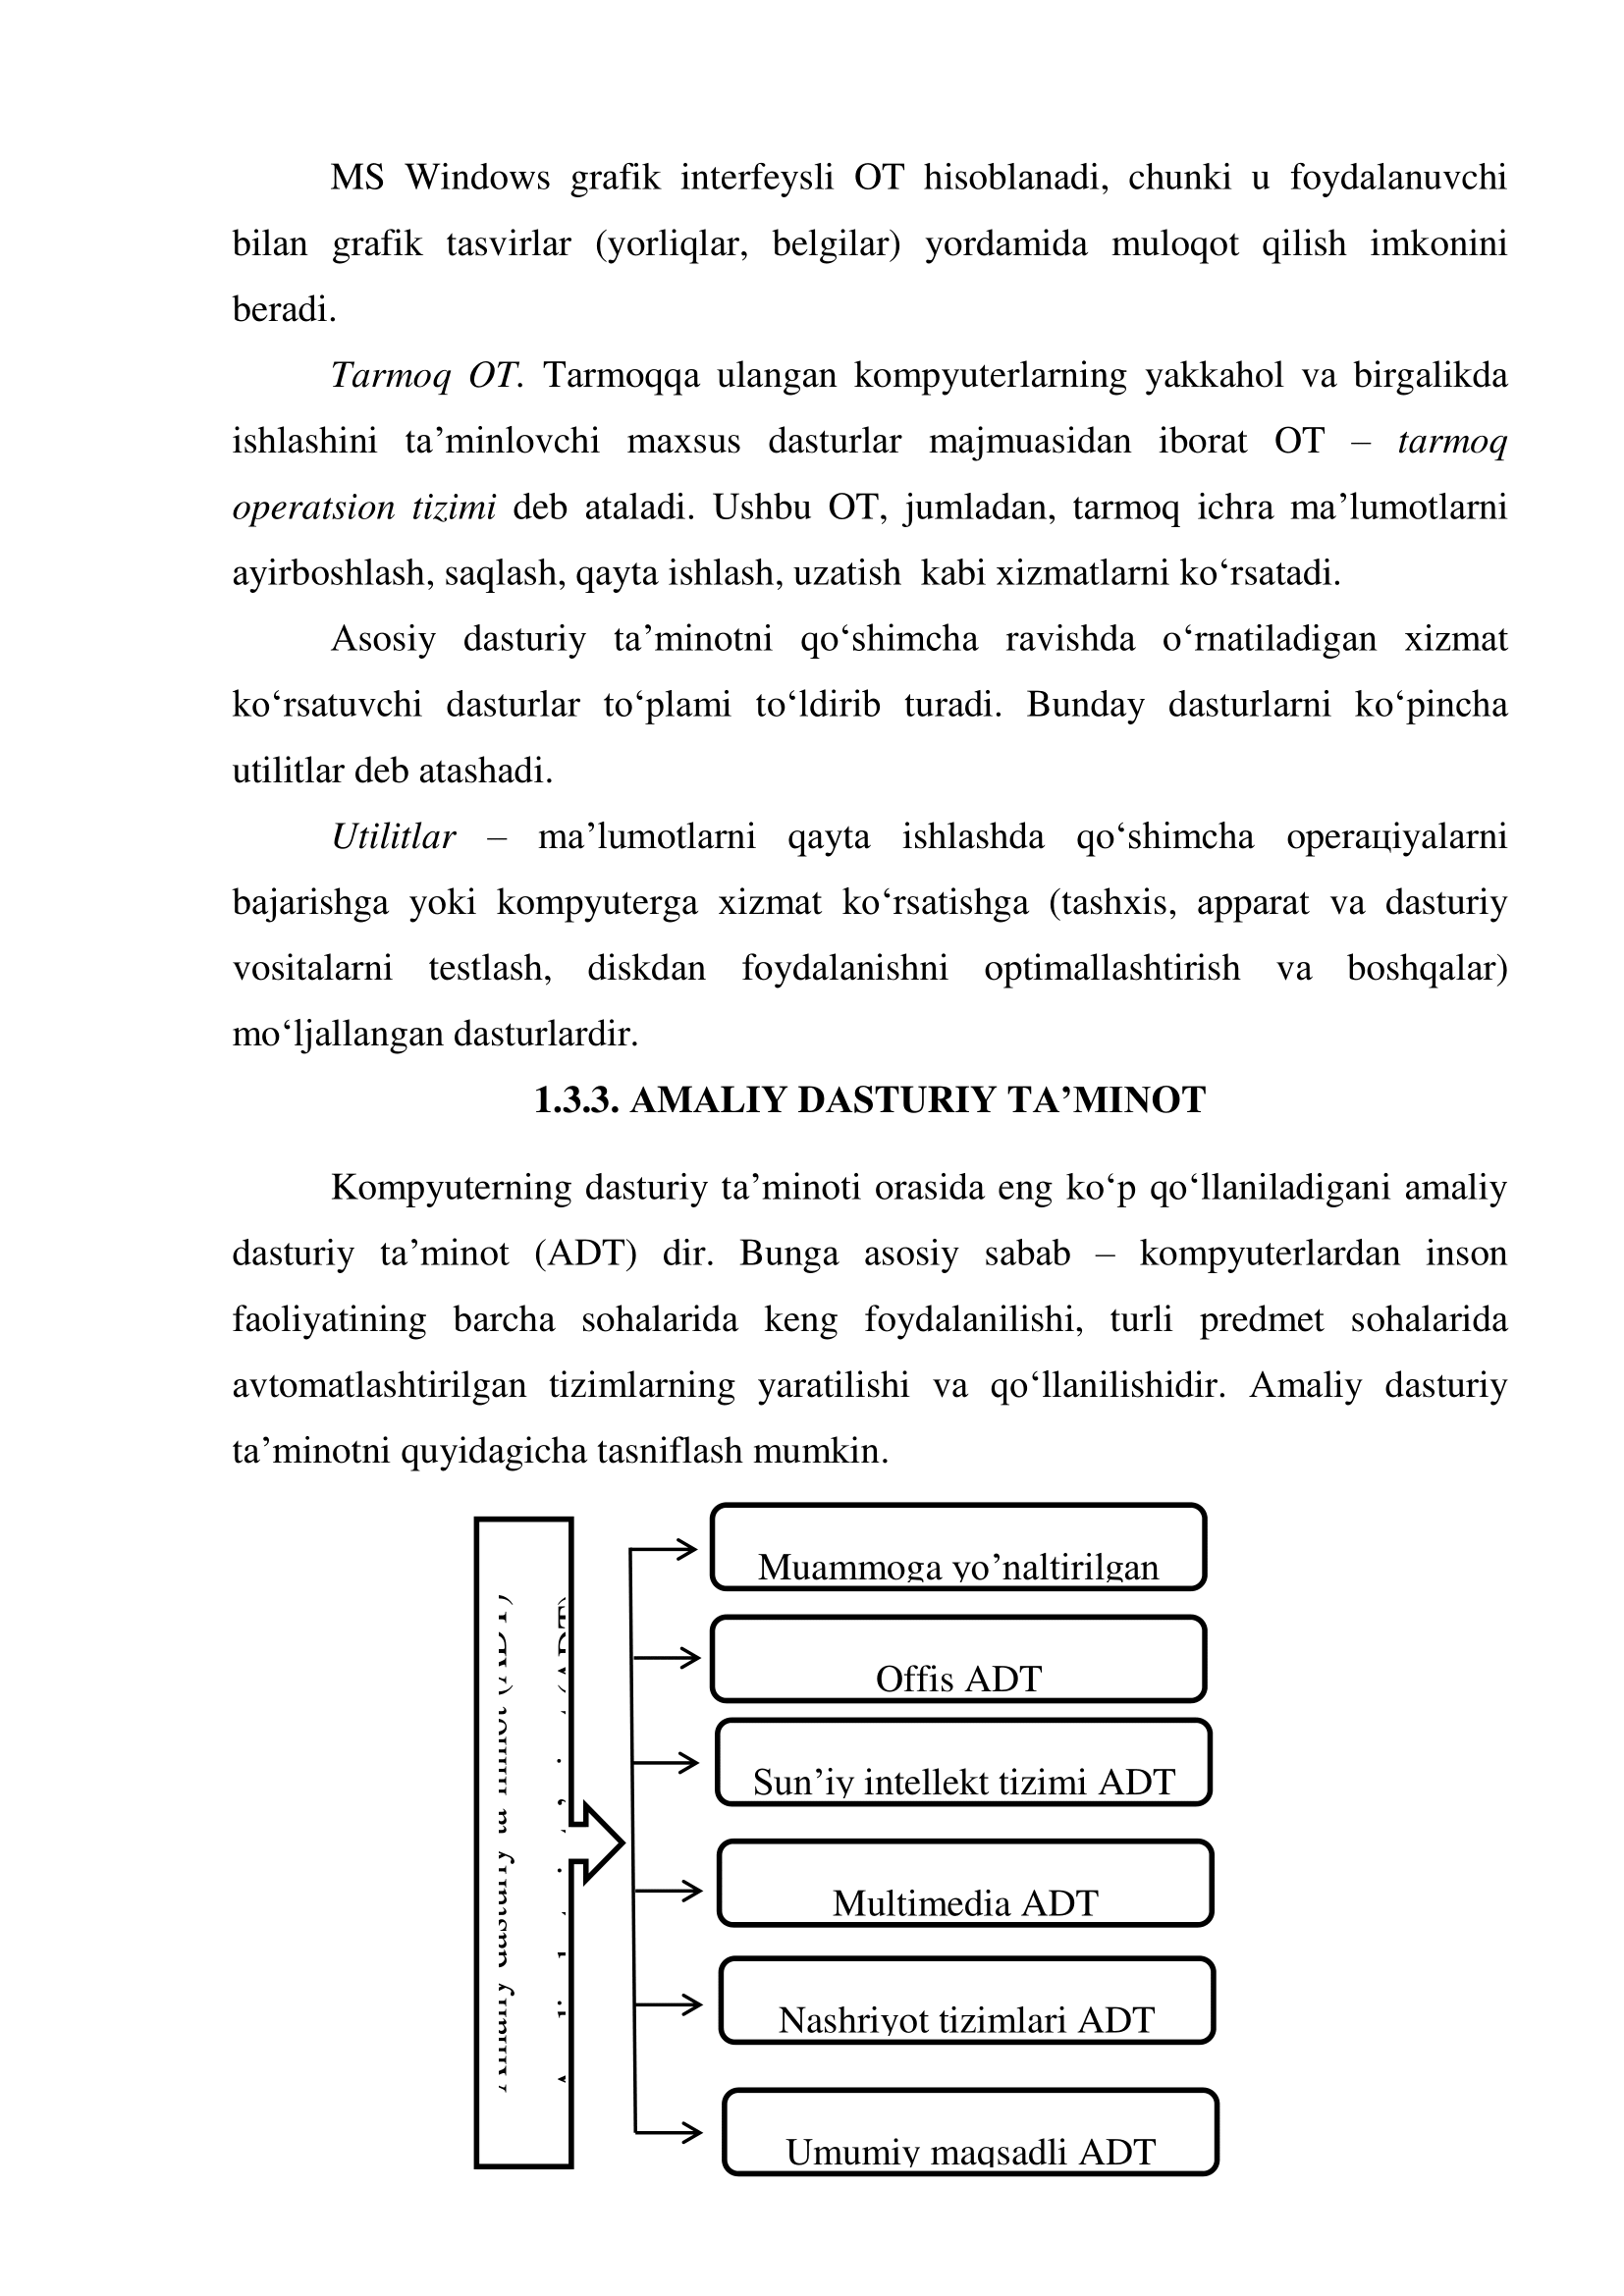 MS Windows grafik interfeysli OT hisoblanadi, chunki u foydalanuvchi
bilan grafik tasvirlar (yorliqlar, belgilar) yordamida muloqot qilish imkonini
beradi.
Tarmoq OT. Tarmoqqa ulangan kompyuterlarning yakkahol va birgalikda
ishlashini ta’minlovchi maxsus dasturlar majmuasidan iborat OT – tarmoq
operatsion tizimi deb ataladi. Ushbu OT, jumladan, tarmoq ichra ma’lumotlarni
ayirboshlash, saqlash, qayta ishlash, uzatish kabi xizmatlarni ko‘rsatadi.
Asosiy dasturiy ta’minotni qo‘shimcha ravishda o‘rnatiladigan xizmat
ko‘rsatuvchi dasturlar to‘plami to‘ldirib turadi. Bunday dasturlarni ko‘pincha
utilitlar deb atashadi.
Utilitlar – ma’lumotlarni qayta ishlashda qo‘shimcha operaцiyalarni
bajarishga yoki kompyuterga xizmat ko‘rsatishga (tashxis, apparat va dasturiy
vositalarni testlash, diskdan foydalanishni optimallashtirish va boshqalar)
mo‘ljallangan dasturlardir.
1.3.3. AMALIY DASTURIY TA’MINOT
Kompyuterning dasturiy ta’minoti orasida eng ko‘p qo‘llaniladigani amaliy
dasturiy ta’minot (ADT) dir. Bunga asosiy sabab – kompyuterlardan inson
faoliyatining barcha sohalarida keng foydalanilishi, turli predmet sohalarida
avtomatlashtirilgan tizimlarning yaratilishi va qo‘llanilishidir. Amaliy dasturiy
ta’minotni quyidagicha tasniflash mumkin.
Muammoga yo’naltirilgan
Offis ADT
Sun’iy intellekt tizimi ADT
Multimedia ADT
Nashriyot tizimlari ADT
Umumiy maqsadli ADT